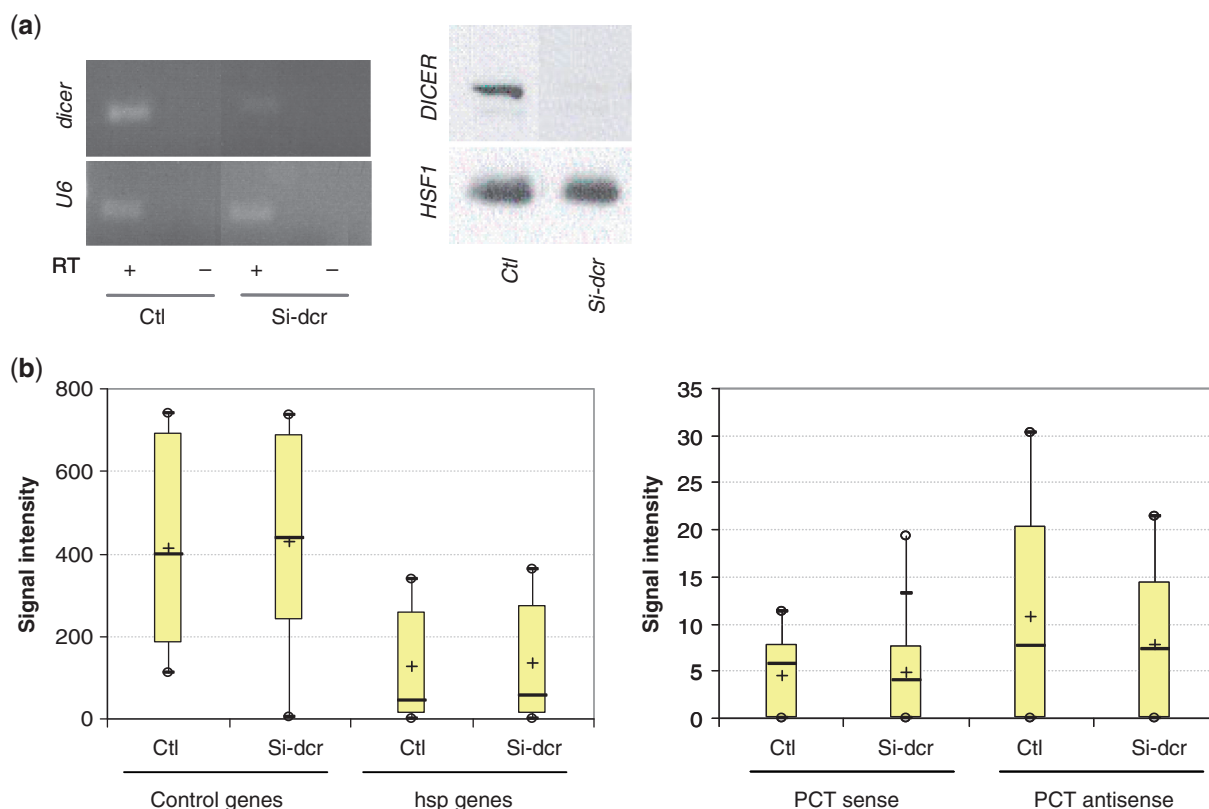 (a)
dicer
U6
RT + – + –
Ctl Si-dcr
DICER
HSF1
Ctl Si-dcr
(b)
Signal intensity
800
600
400
200
0
Ctl Si-dcr Ctl Si-dcr
Control genes hsp genes
Signal intensity
35
30
25
20
15
10
5
0
Ctl Si-dcr Ctl Si-dcr
PCT sense PCT antisense